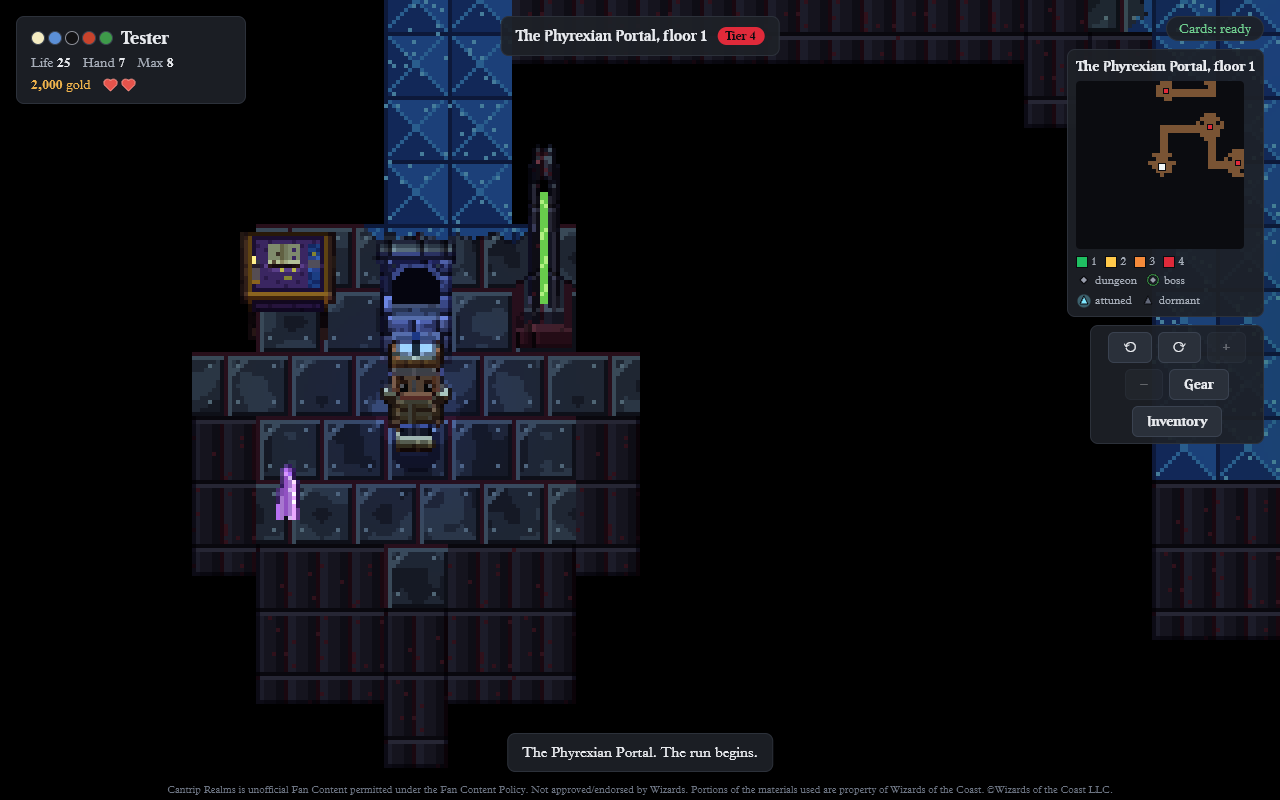 Tester
Life 25 Hand 7 Max 8
2,000 gold
The Phyrexian Portal, floor 1 Tier 4
Cards: ready
The Phyrexian Portal, floor 1
1 2 3 4
dungeon boss
attuned dormant
+
− Gear
Inventory
The Phyrexian Portal. The run begins.
Cantrip Realms is unofficial Fan Content permitted under the Fan Content Policy. Not approved/endorsed by Wizards. Portions of the materials used are property of Wizards of the Coast. ©Wizards of the Coast LLC.